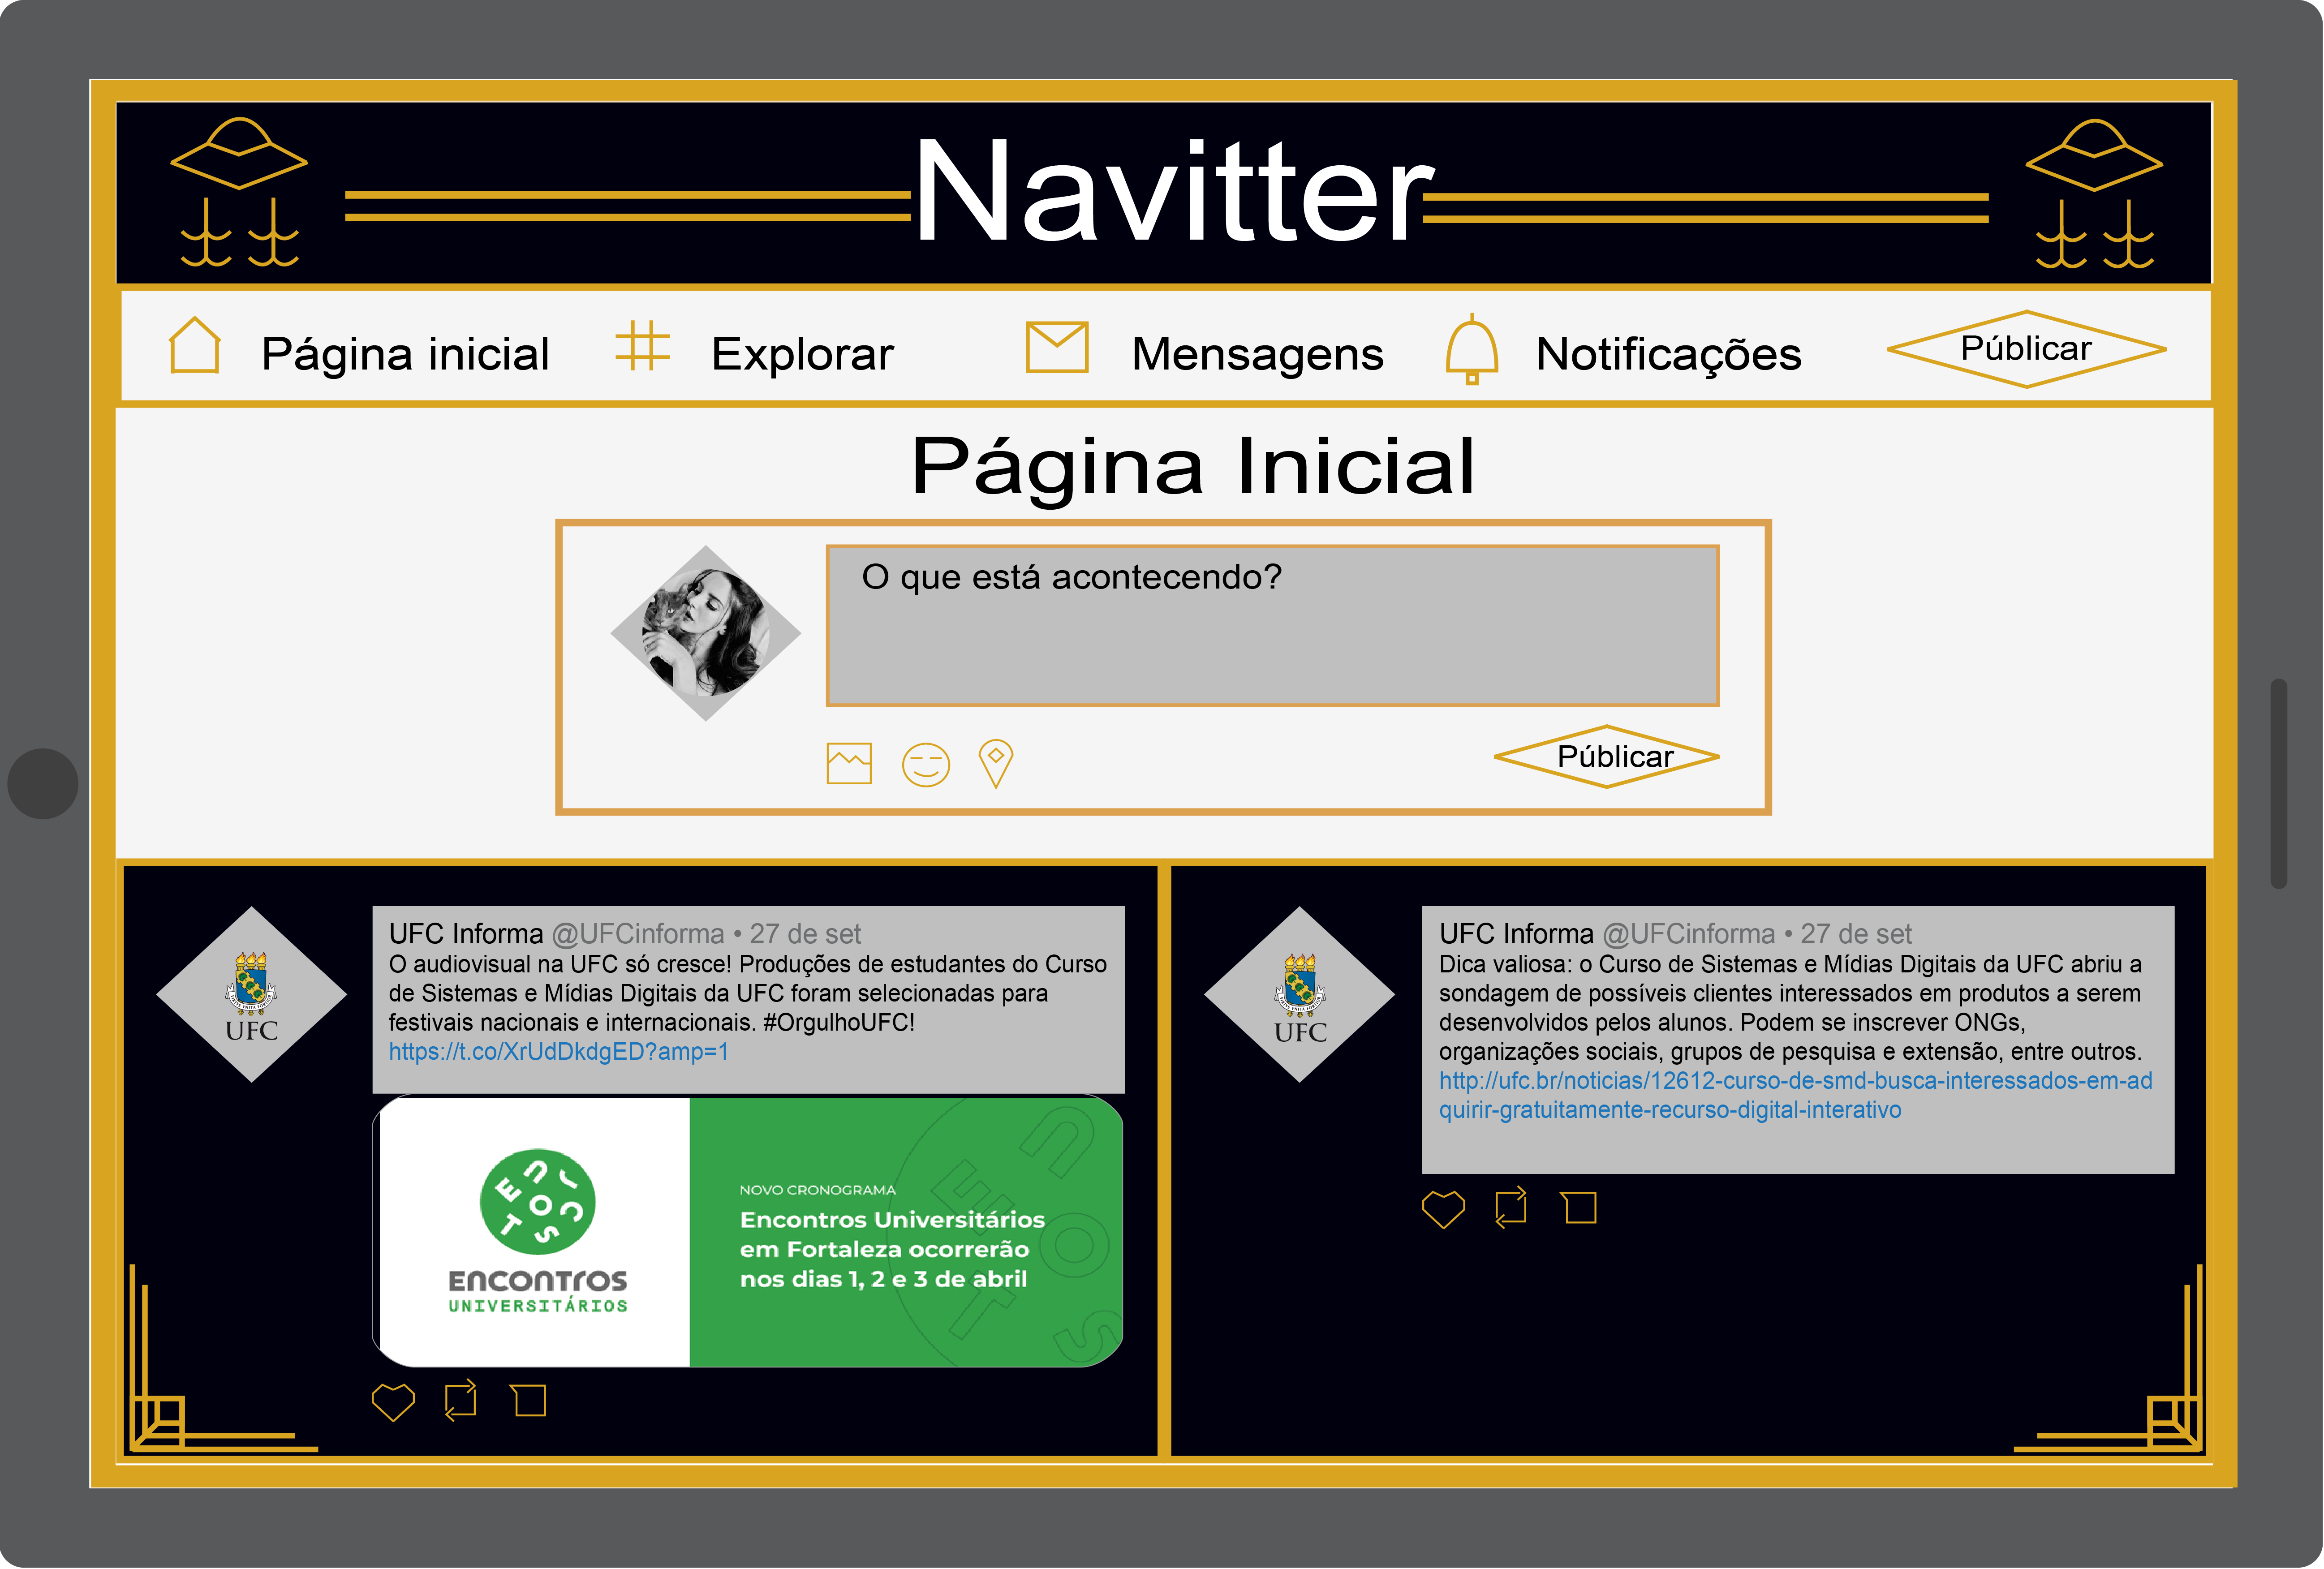 Navitter
Página inicial
Explorar
Mensagens
Notificações
Públicar
Página Inicial
O que está acontecendo?
Públicar
UFC Informa @UFCinforma • 27 de set
O audiovisual na UFC só cresce! Produções de estudantes do Curso
de Sistemas e Mídias Digitais da UFC foram selecionadas para
festivais nacionais e internacionais. #OrgulhoUFC!
https://t.co/XrUdDkdgED?amp=1
UFC
ENCONTROS
ENCONTROS
UNIVERSITÁRIOS
NOVO CRONOGRAMA
Encontros Universitários
em Fortaleza ocorrerão
nos dias 1, 2 e 3 de abril
UFC Informa @UFCinforma • 27 de set
Dica valiosa: o Curso de Sistemas e Mídias Digitais da UFC abriu a
sondagem de possíveis clientes interessados em produtos a serem
desenvolvidos pelos alunos. Podem se inscrever ONGs,
organizações sociais, grupos de pesquisa e extensão, entre outros.
http://ufc.br/noticias/12612-curso-de-smd-busca-interessados-em-ad
quirir-gratuitamente-recurso-digital-interativo
UFC